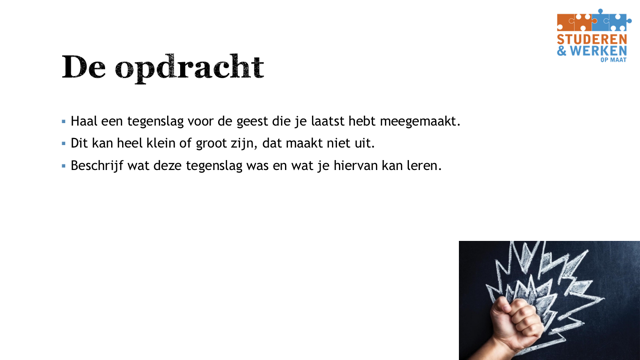 STUDEREN
& WERKEN
OP MAAT
De opdracht
▪ Haal een tegenslag voor de geest die je laatst hebt meegemaakt.
▪ Dit kan heel klein of groot zijn, dat maakt niet uit.
▪ Beschrijf wat deze tegenslag was en wat je hiervan kan leren.